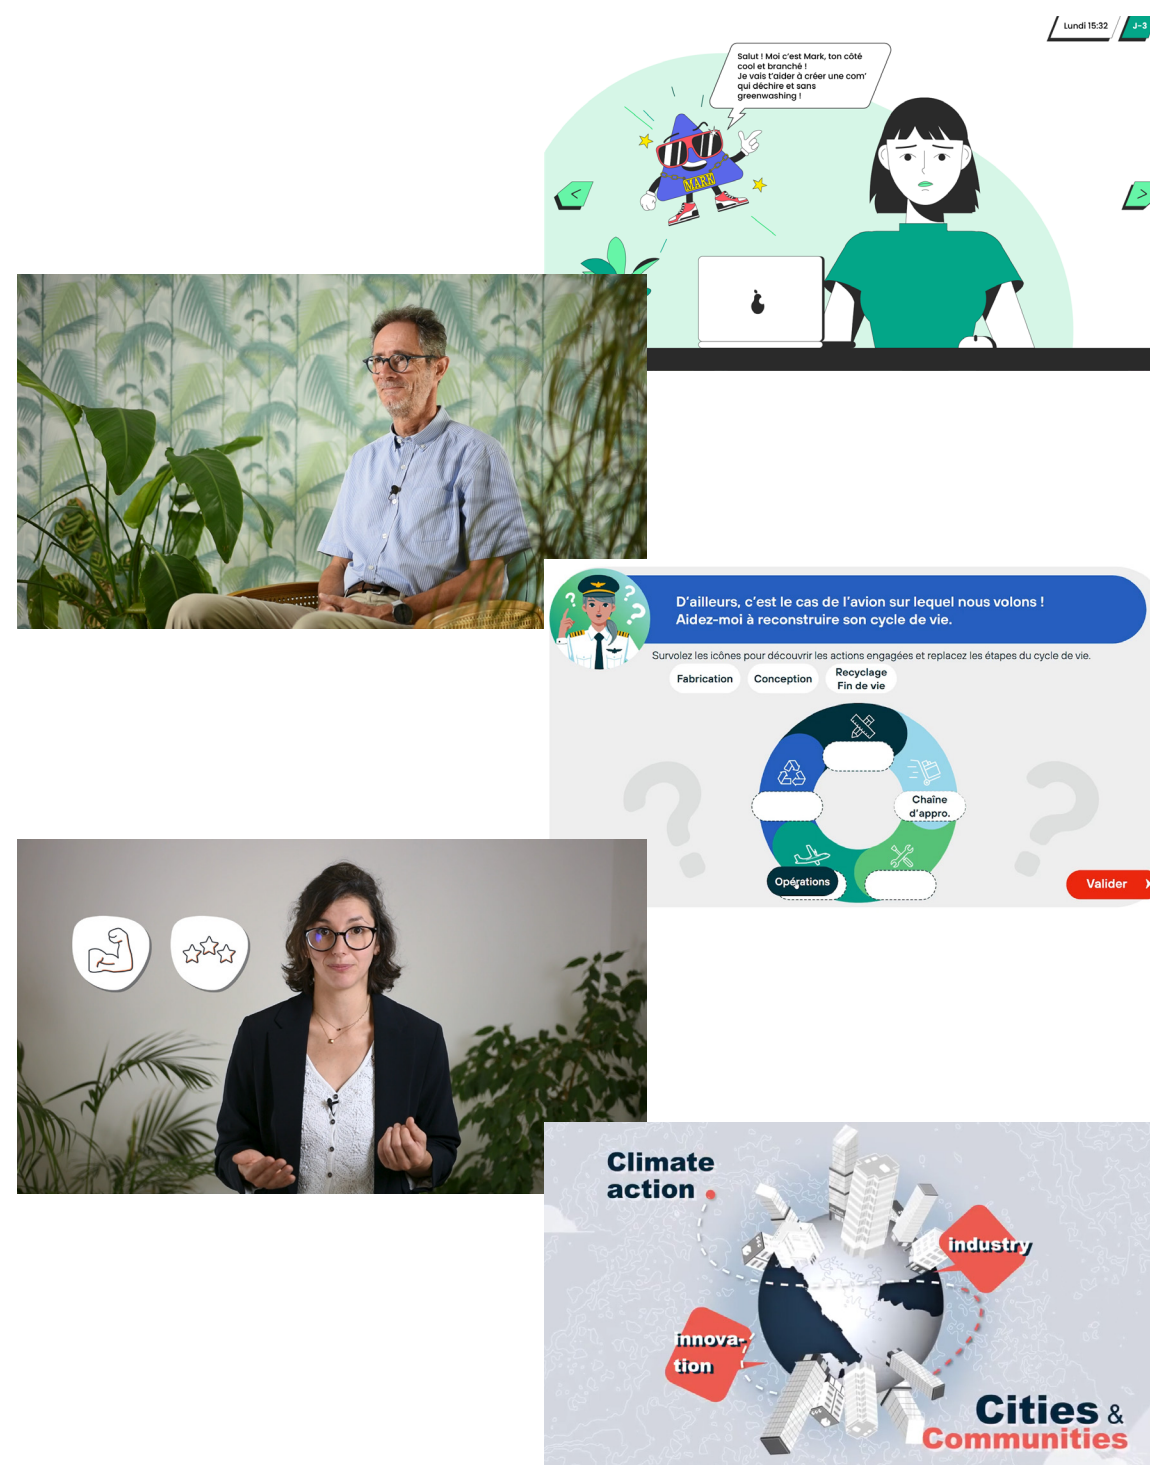 Lundi 15:32
J-3
Salut ! Moi c'est Mark, ton côté
cool et branché !
Je vais t'aider à créer une com'
qui déchire et sans
greenwashing !
MARK
D'ailleurs, c'est le cas de l'avion sur lequel nous volons !
Aidez-moi à reconstruire son cycle de vie.
Survolez les icônes pour découvrir les actions engagées et replacez les étapes du cycle de vie.
Fabrication
Conception
Recyclage
Fin de vie
Chaîne
d'appro.
Opérations
Valider
Climate
action
industry
innova-
tion
Cities &
Communities